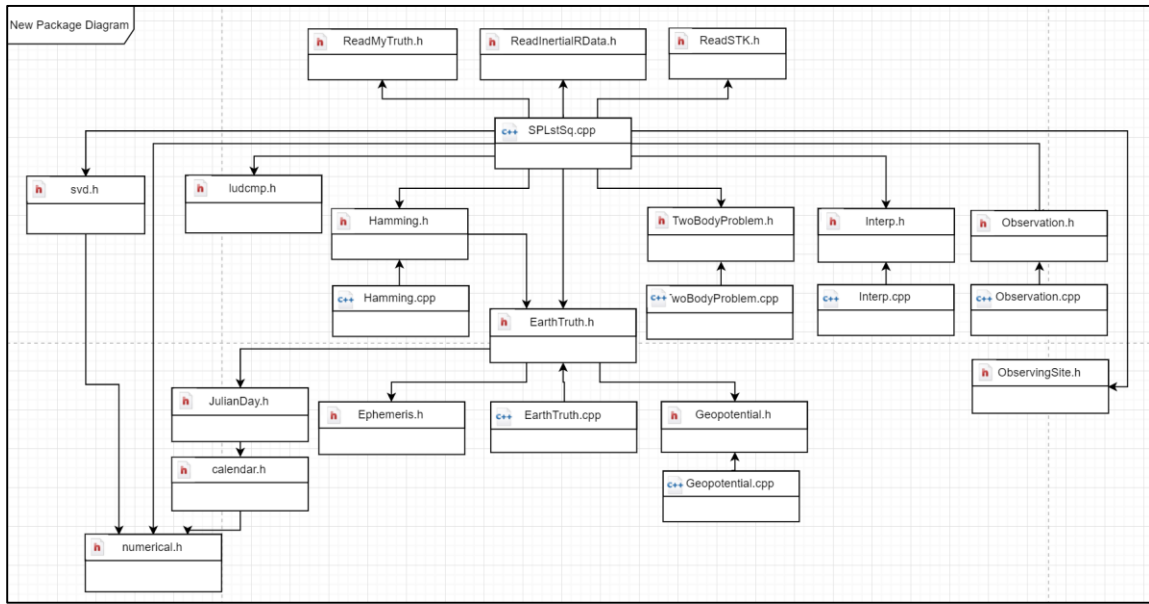 New Package Diagram
ReadMyTruth.h
ReadInertialRData.h
ReadSTK.h
c++ SPLstSq.cpp
svd.h
ludcmp.h
Hamming.h
TwoBodyProblem.h
Interp.h
Observation.h
c++ Hamming.cpp
c++ TwoBodyProblem.cpp
c++ Interp.cpp
c++ Observation.cpp
EarthTruth.h
ObservingSite.h
JulianDay.h
Ephemeris.h
c++ EarthTruth.cpp
Geopotential.h
calendar.h
c++ Geopotential.cpp
numerical.h